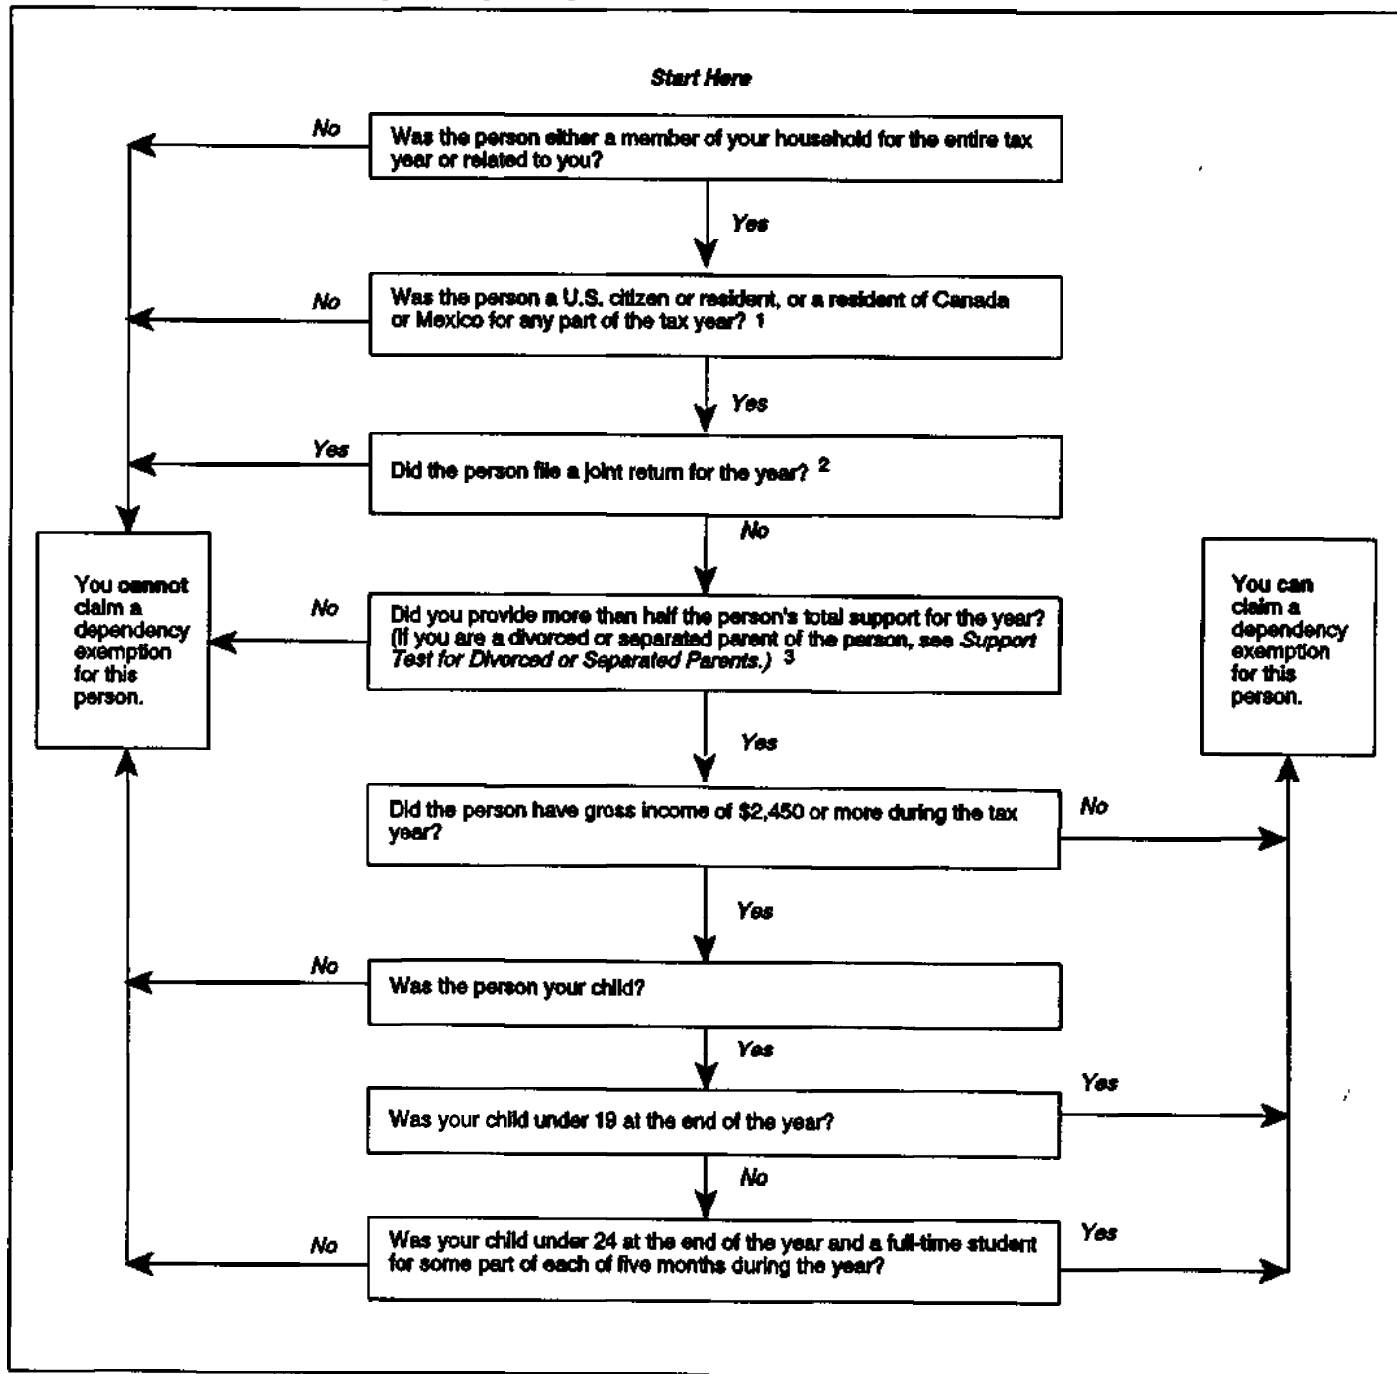 Start Here
No
Was the person either a member of your household for the entire tax
year or related to you?
Yes
No
Was the person a U.S. citizen or resident, or a resident of Canada
or Mexico for any part of the tax year? 1
Yes
Yes
Did the person file a joint return for the year? 2
No
You cannot
claim a
dependency
exemption
for this
person.
No
Did you provide more than half the person's total support for the year?
(If you are a divorced or separated parent of the person, see Support
Test for Divorced or Separated Parents.) 3
You can
claim a
dependency
exemption
for this
person.
Yes
Did the person have gross income of $2,450 or more during the tax
year?
No
Yes
No
Was the person your child?
Yes
Was your child under 19 at the end of the year?
Yes
No
No
Was your child under 24 at the end of the year and a full-time student
for some part of each of five months during the year?
Yes